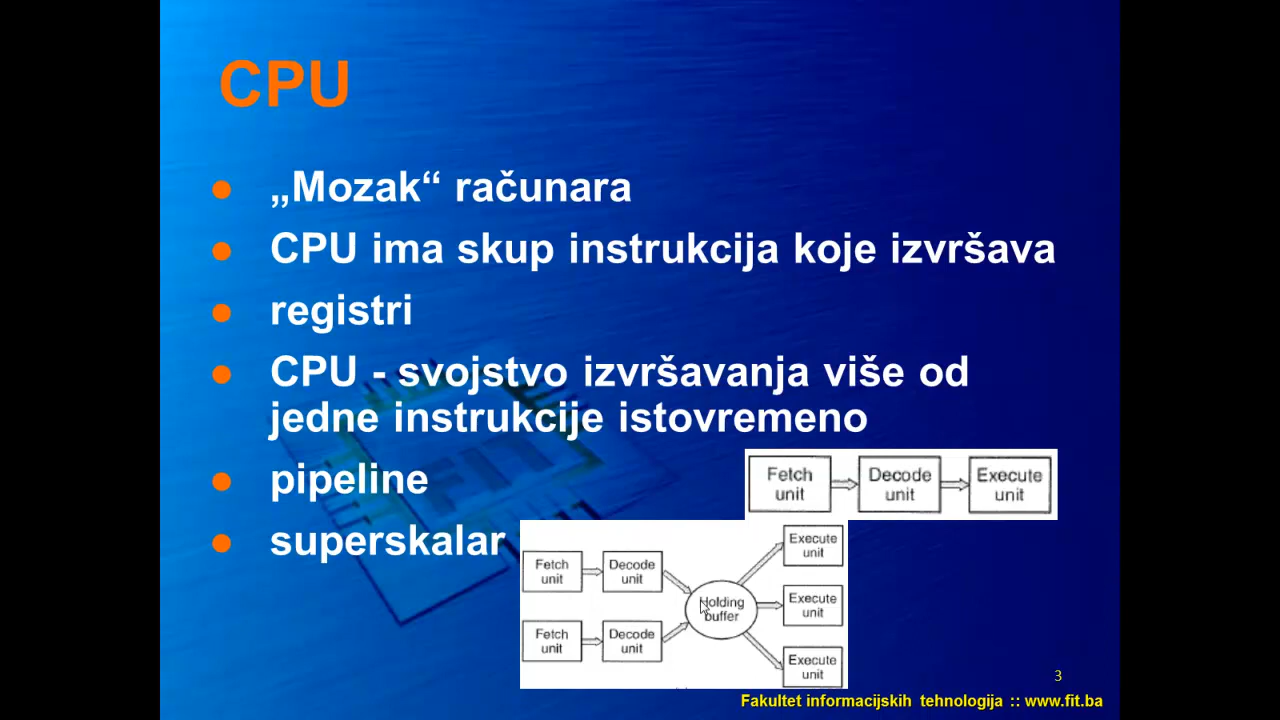 CPU
„Mozak“ računara
CPU ima skup instrukcija koje izvršava
registri
CPU - svojstvo izvršavanja više od
jedne instrukcije istovremeno
pipeline
Fetch
unit
Decode
unit
Execute
unit
superskalar
Fetch
unit
Decode
unit
Fetch
unit
Decode
unit
Holding
buffer
Execute
unit
Execute
unit
Execute
unit
3
Fakultet informacijskih tehnologija :: www.fit.ba